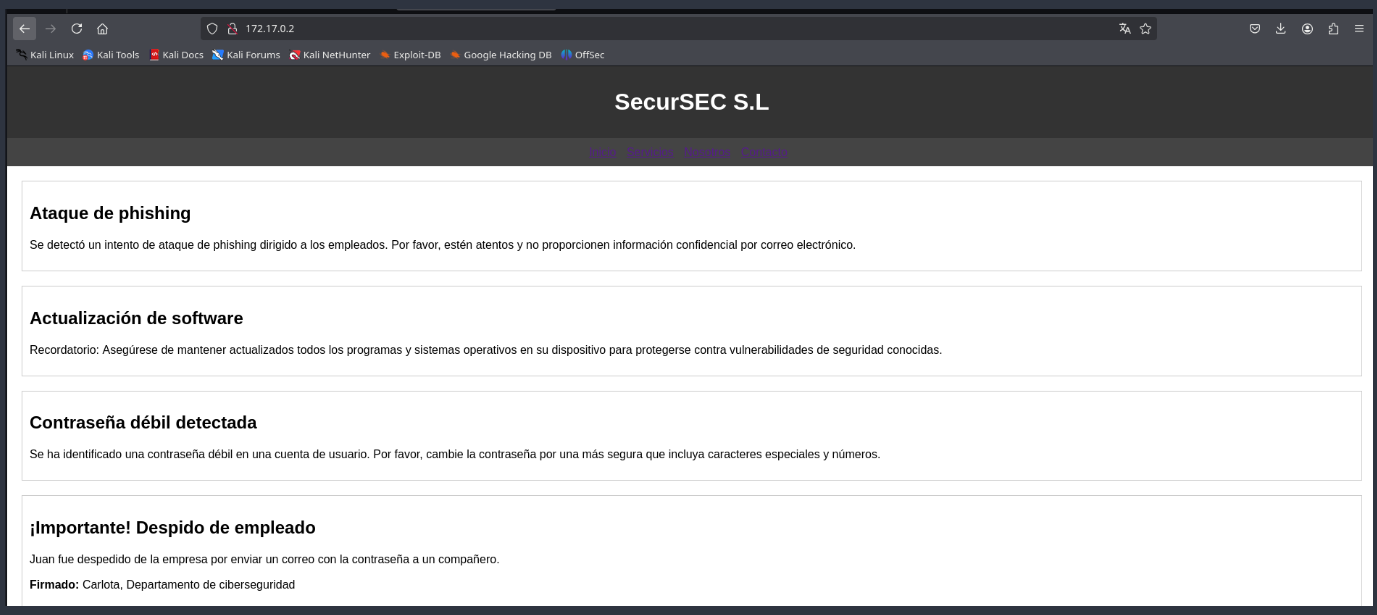 172.17.0.2
Kali Linux Kali Tools Kali Docs Kali Forums Kali NetHunter Exploit-DB Google Hacking DB OffSec
SecurSEC S.L
Inicio Servicios Nosotros Contacto
Ataque de phishing
Se detectó un intento de ataque de phishing dirigido a los empleados. Por favor, estén atentos y no proporcionen información confidencial por correo electrónico.
Actualización de software
Recordatorio: Asegúrese de mantener actualizados todos los programas y sistemas operativos en su dispositivo para protegerse contra vulnerabilidades de seguridad conocidas.
Contraseña débil detectada
Se ha identificado una contraseña débil en una cuenta de usuario. Por favor, cambie la contraseña por una más segura que incluya caracteres especiales y números.
¡Importante! Despido de empleado
Juan fue despedido de la empresa por enviar un correo con la contraseña a un compañero.
Firmado: Carlota, Departamento de ciberseguridad